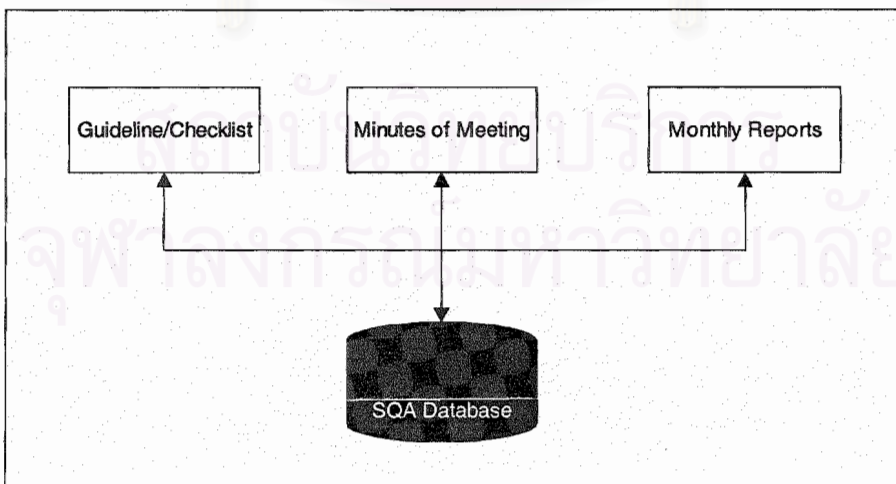 Guideline/Checklist
Minutes of Meeting
Monthly Reports
สถาบันวิทยบริการ
จุฬาลงกรณ์มหาวิทยาลัย
SQA Database